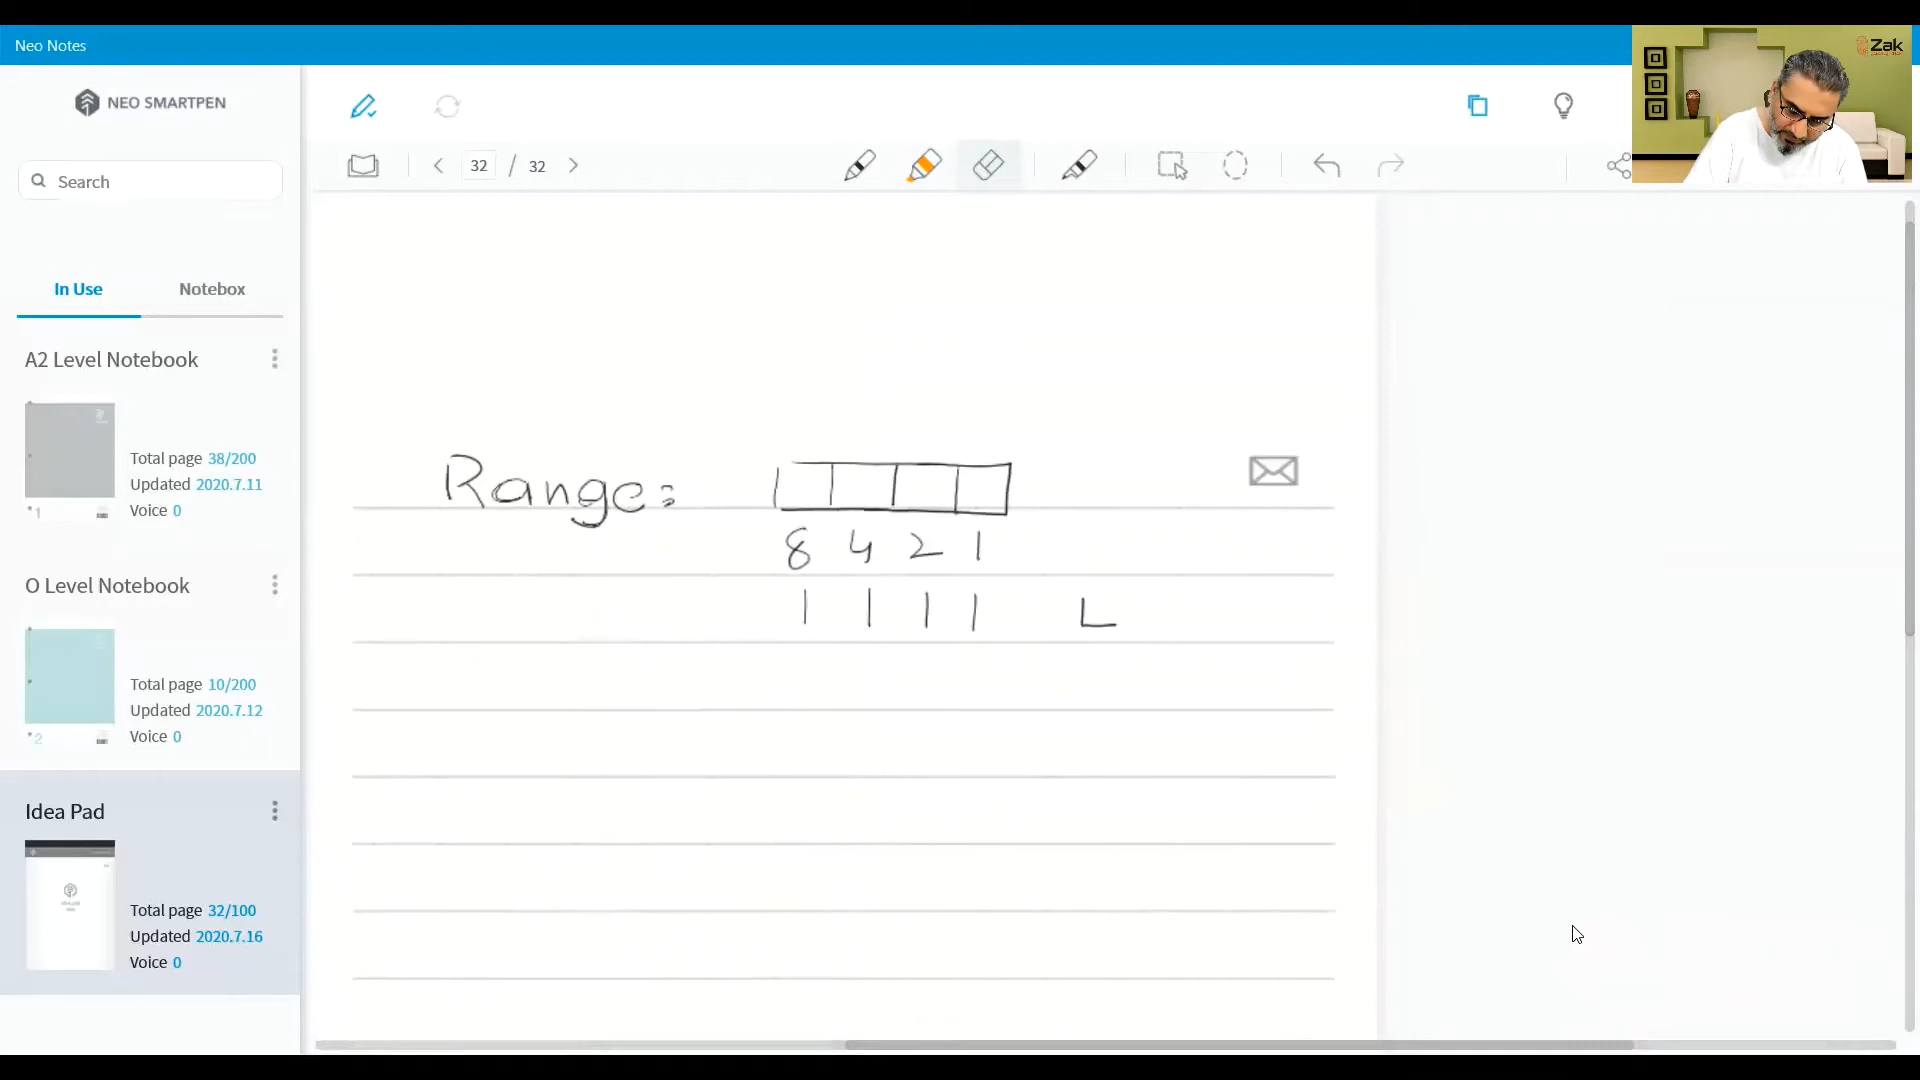 Neo Notes
Zak
NEO SMARTPEN
32 / 32
Search
In Use Notebox
A2 Level Notebook
Total page 38/200
Updated 2020.7.11
Voice 0
1
O Level Notebook
Total page 10/200
Updated 2020.7.12
Voice 0
2
Idea Pad
Total page 32/100
Updated 2020.7.16
Voice 0
Range:
8 4 2 1
1 1 1 1 L